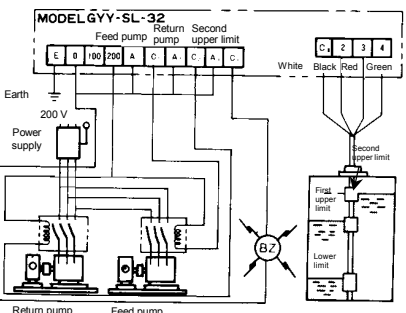 MODEL GYY-SL-32
Feed pump
Return pump
Second upper limit
E 0 100 200 A C A C A C
C 2 3 4
White Black Red Green
Earth
200 V
Power supply
Second upper limit
First upper limit
Lower limit
BZ
Return pump
Feed pump